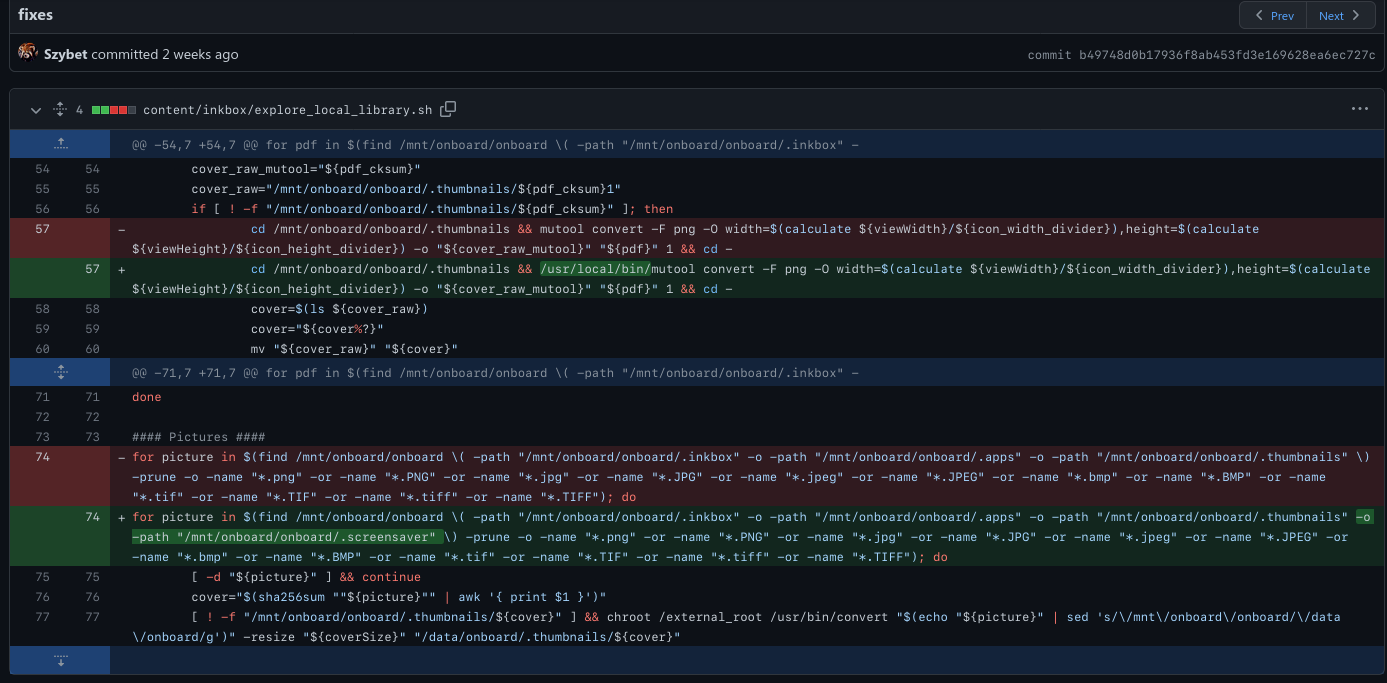 fixes
Prev Next
Szybet committed 2 weeks ago
commit b49748d0b17936f8ab453fd3e169628ea6ec727c
4 content/inkbox/explore_local_library.sh
@@ -54,7 +54,7 @@ for pdf in $(find /mnt/onboard/onboard \( -path "/mnt/onboard/onboard/.inkbox" -
54 54 cover_raw_mutool="${pdf_cksum}"
55 55 cover_raw="/mnt/onboard/onboard/.thumbnails/${pdf_cksum}1"
56 56 if [ ! -f "/mnt/onboard/onboard/.thumbnails/${pdf_cksum}" ]; then
57 - cd /mnt/onboard/onboard/.thumbnails && mutool convert -F png -O width=$(calculate ${viewWidth}/${icon_width_divider}),height=$(calculate
${viewHeight}/${icon_height_divider}) -o "${cover_raw_mutool}" "${pdf}" 1 && cd -
57 + cd /mnt/onboard/onboard/.thumbnails && /usr/local/bin/mutool convert -F png -O width=$(calculate ${viewWidth}/${icon_width_divider}),height=$(calculate
${viewHeight}/${icon_height_divider}) -o "${cover_raw_mutool}" "${pdf}" 1 && cd -
58 58 cover=$(ls ${cover_raw})
59 59 cover="${cover%?}"
60 60 mv "${cover_raw}" "${cover}"
@@ -71,7 +71,7 @@ for pdf in $(find /mnt/onboard/onboard \( -path "/mnt/onboard/onboard/.inkbox" -
71 71 done
72 72
73 73 #### Pictures ####
74 - for picture in $(find /mnt/onboard/onboard \( -path "/mnt/onboard/onboard/.inkbox" -o -path "/mnt/onboard/onboard/.apps" -o -path "/mnt/onboard/onboard/.thumbnails" \)
-prune -o -name "*.png" -or -name "*.PNG" -or -name "*.jpg" -or -name "*.JPG" -or -name "*.jpeg" -or -name "*.JPEG" -or -name "*.bmp" -or -name "*.BMP" -or -name
"*.tif" -or -name "*.TIF" -or -name "*.tiff" -or -name "*.TIFF"); do
74 + for picture in $(find /mnt/onboard/onboard \( -path "/mnt/onboard/onboard/.inkbox" -o -path "/mnt/onboard/onboard/.apps" -o -path "/mnt/onboard/onboard/.thumbnails" -o
-path "/mnt/onboard/onboard/.screensaver" \) -prune -o -name "*.png" -or -name "*.PNG" -or -name "*.jpg" -or -name "*.JPG" -or -name "*.jpeg" -or -name "*.JPEG" -or
-name "*.bmp" -or -name "*.BMP" -or -name "*.tif" -or -name "*.TIF" -or -name "*.tiff" -or -name "*.TIFF"); do
75 75 [ -d "${picture}" ] && continue
76 76 cover="$(sha256sum ""${picture}"" | awk '{ print $1 }')"
77 77 [ ! -f "/mnt/onboard/onboard/.thumbnails/${cover}" ] && chroot /external_root /usr/bin/convert "$(echo "${picture}" | sed 's/\/mnt\/onboard\/onboard/\/data
\/onboard/g')" -resize "${coverSize}" "/data/onboard/.thumbnails/${cover}"